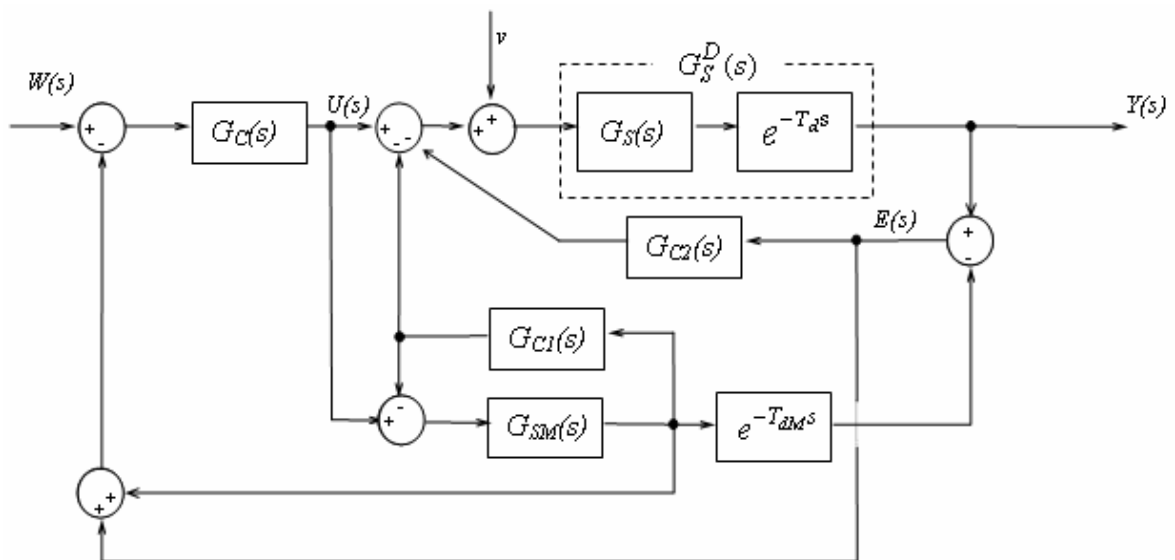 v
G_S^D(s)
W(s)
U(s)
Y(s)
+
-
G_C(s)
+ - -
+ +
G_S(s)
e^{-T_d s}
E(s)
G_{C2}(s)
+
-
G_{C1}(s)
-
+
G_{SM}(s)
e^{-T_{dM} s}
+ +